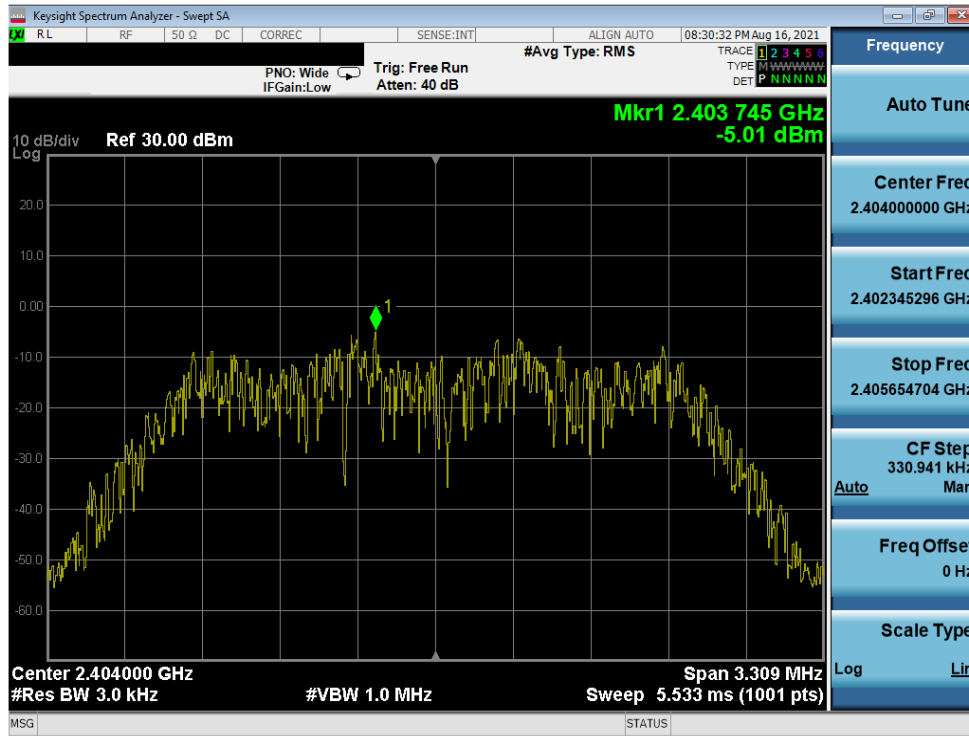 Keysight Spectrum Analyzer - Swept SA
LXI RL RF 50 Ω DC CORREC SENSE:INT ALIGN AUTO 08:30:32 PM Aug 16, 2021
#Avg Type: RMS TRACE 1 2 3 4 5 6
PNO: Wide Trig: Free Run TYPE M WWWWW
IFGain:Low Atten: 40 dB DET P N N N N N
Mkr1 2.403 745 GHz
-5.01 dBm
10 dB/div Ref 30.00 dBm
Log
20.0
10.0
0.00
1
-10.0
-20.0
-30.0
-40.0
-50.0
-60.0
Center 2.404000 GHz Span 3.309 MHz
#Res BW 3.0 kHz #VBW 1.0 MHz Sweep 5.533 ms (1001 pts)
MSG STATUS
Frequency
Auto Tune
Center Freq
2.404000000 GHz
Start Freq
2.402345296 GHz
Stop Freq
2.405654704 GHz
CF Step
330.941 kHz
Auto Man
Freq Offset
0 Hz
Scale Type
Log Lin